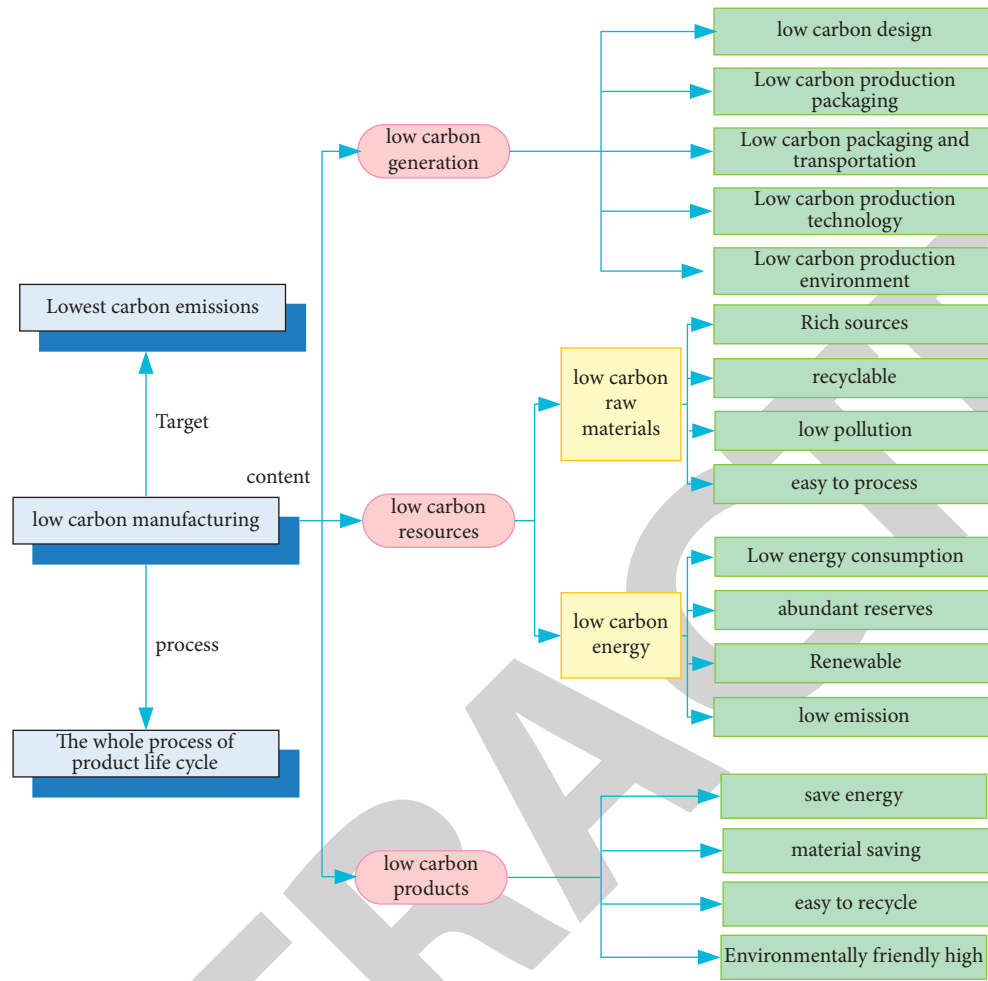 low carbon design
Low carbon production
packaging
low carbon
generation
Low carbon packaging and
transportation
Low carbon production
technology
Low carbon production
environment
Lowest carbon emissions
Target
content
low carbon manufacturing
process
The whole process of
product life cycle
low carbon
resources
low carbon
raw
materials
Rich sources
recyclable
low pollution
easy to process
low carbon
energy
Low energy consumption
abundant reserves
Renewable
low emission
low carbon
products
save energy
material saving
easy to recycle
Environmentally friendly high